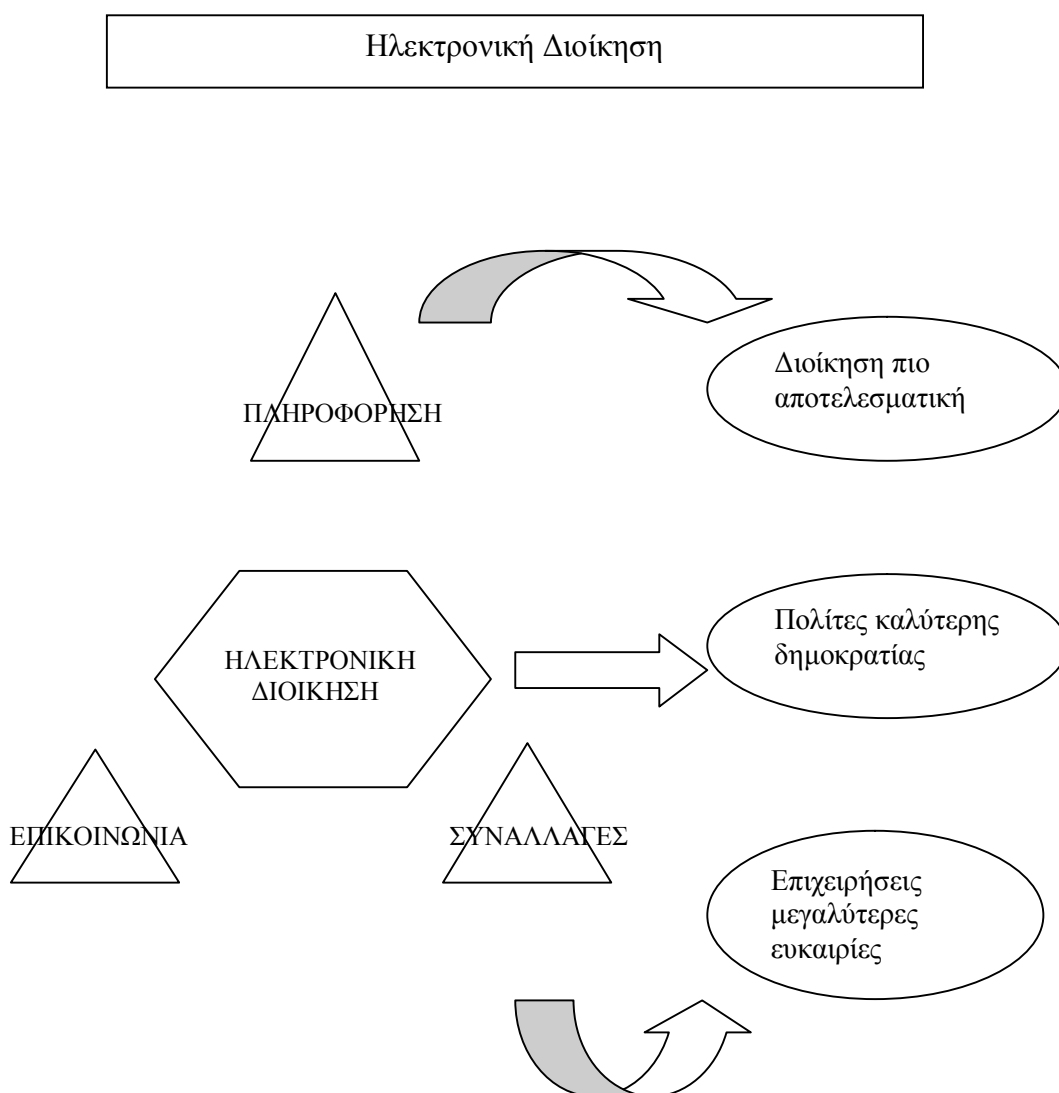 Ηλεκτρονική Διοίκηση
ΠΛΗΡΟΦΟΡΗΣΗ
Διοίκηση πιο
αποτελεσματική
ΗΛΕΚΤΡΟΝΙΚΗ
ΔΙΟΙΚΗΣΗ
Πολίτες καλύτερης
δημοκρατίας
ΕΠΙΚΟΙΝΩΝΙΑ
ΣΥΝΑΛΛΑΓΕΣ
Επιχειρήσεις
μεγαλύτερες
ευκαιρίες